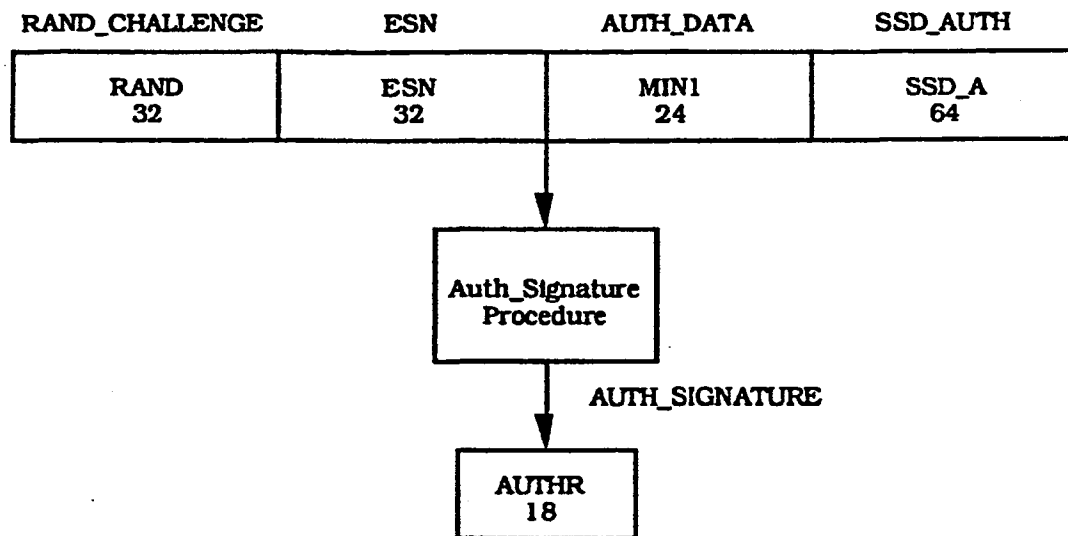 RAND_CHALLENGE ESN AUTH_DATA SSD_AUTH
RAND ESN MIN1 SSD_A
32 32 24 64
Auth_Signature
Procedure
AUTH_SIGNATURE
AUTHR
18